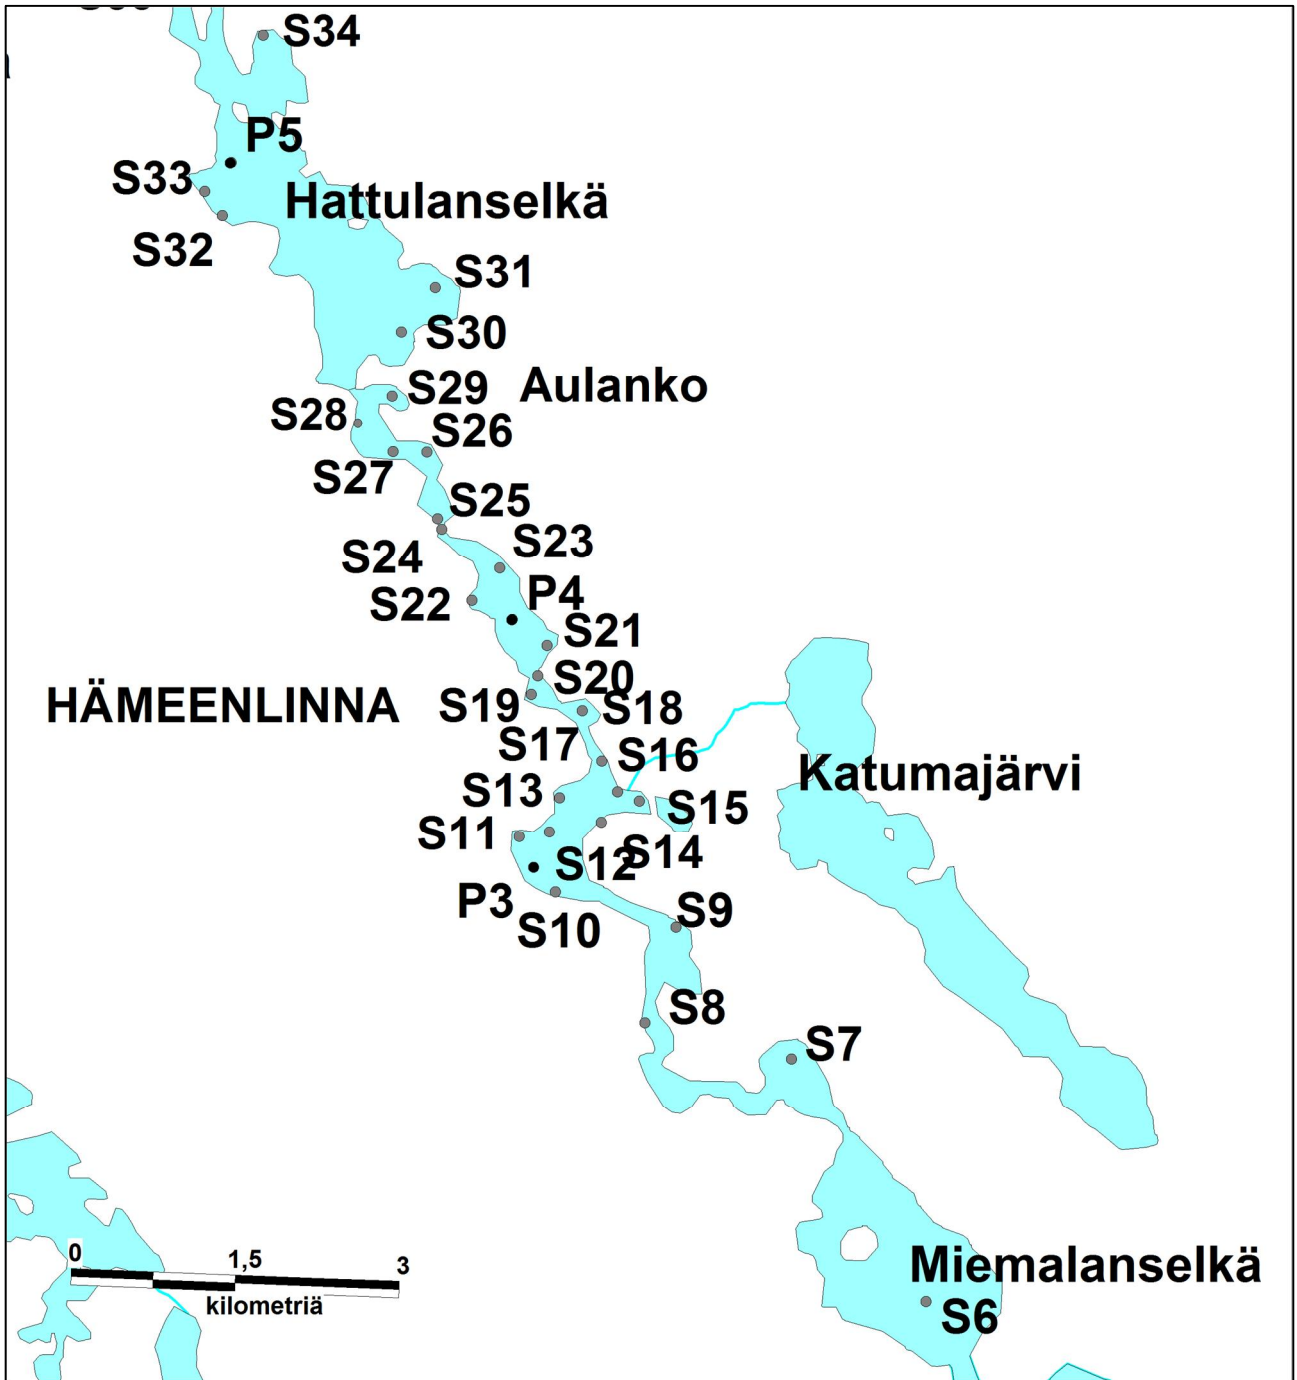 S34
P5
S33
Hattulanselkä
S32
S31
S30
S29
Aulanko
S28
S26
S27
S25
S23
S24
P4
S22
S21
S20
HÄMEENLINNA
S19
S18
S17
S16
Katumajärvi
S13
S15
S11
S14
S12
P3
S9
S10
S8
S7
0
1,5
3
kilometriä
Miemalanselkä
S6